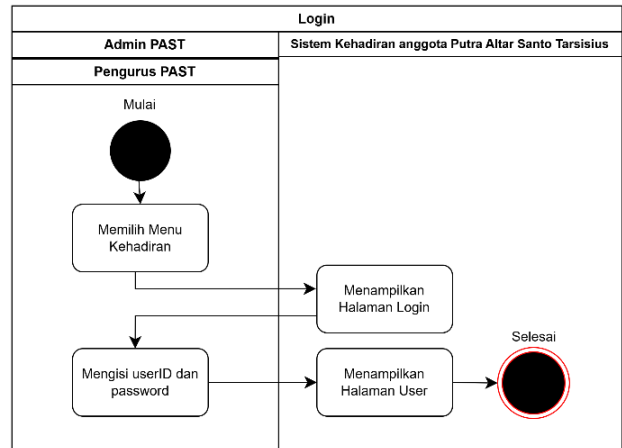 Login
Admin PAST
Sistem Kehadiran anggota Putra Altar Santo Tarsisius
Pengurus PAST
Mulai
Memilih Menu
Kehadiran
Menampilkan
Halaman Login
Mengisi userID dan
password
Menampilkan
Halaman User
Selesai